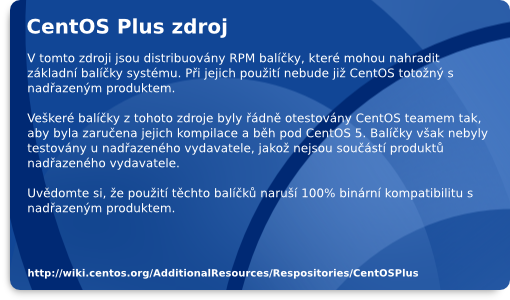 CentOS Plus zdroj
V tomto zdroji jsou distribuovány RPM balíčky, které mohou nahradit
základní balíčky systému. Při jejich použití nebude již CentOS totožný s
nadřazeným produktem.
Veškeré balíčky z tohoto zdroje byly řádně otestovány CentOS teamem tak,
aby byla zaručena jejich kompilace a běh pod CentOS 5. Balíčky však nebyly
testovány u nadřazeného vydavatele, jakož nejsou součástí produktů
nadřazeného vydavatele.
Uvědomte si, že použití těchto balíčků naruší 100% binární kompatibilitu s
nadřazeným produktem.
http://wiki.centos.org/AdditionalResources/Respositories/CentOSPlus